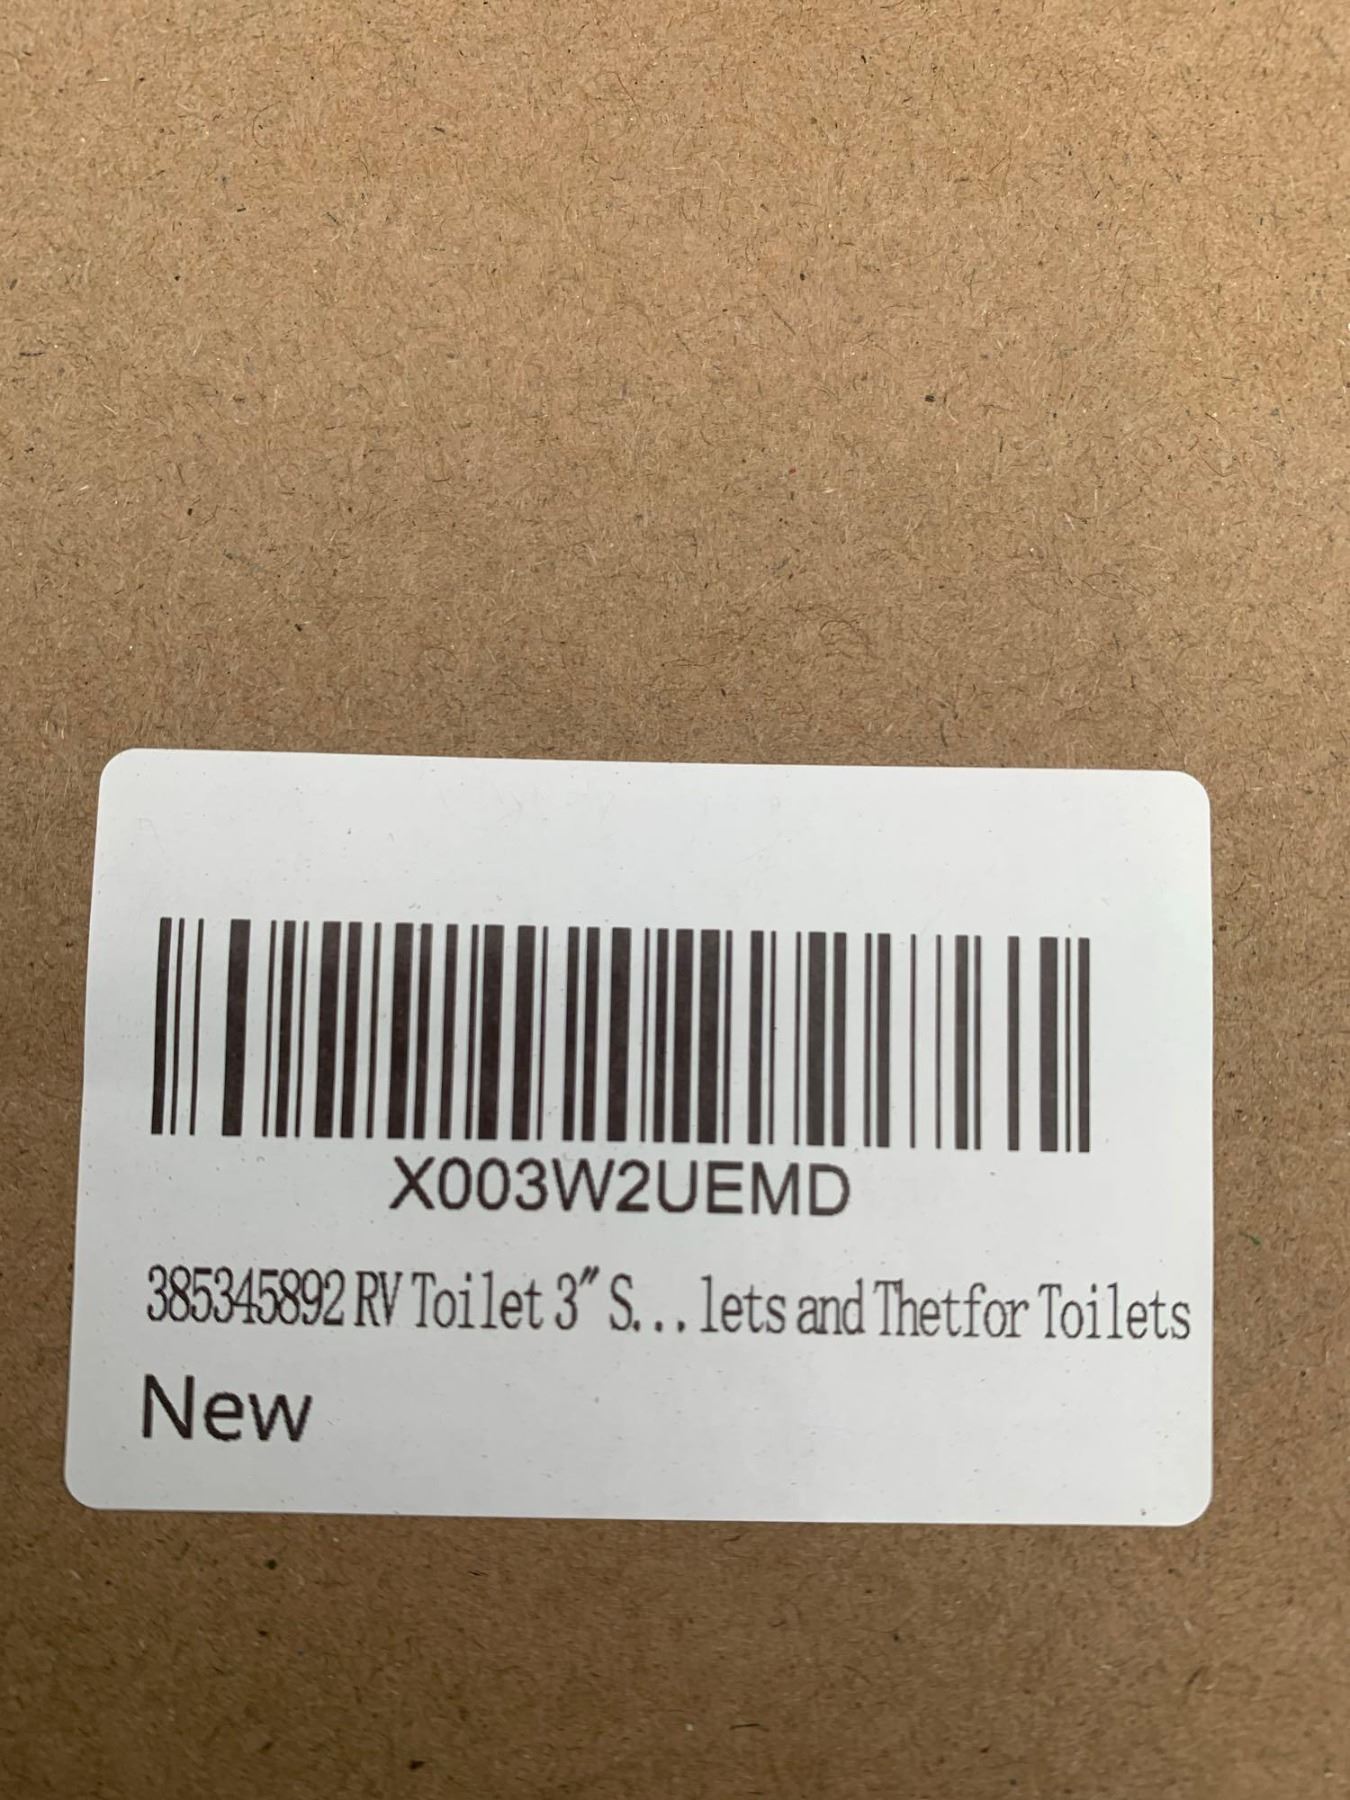 X003W2UEMD
385345892 RV Toilet 3" S...lets and Thetfor Toilets
New